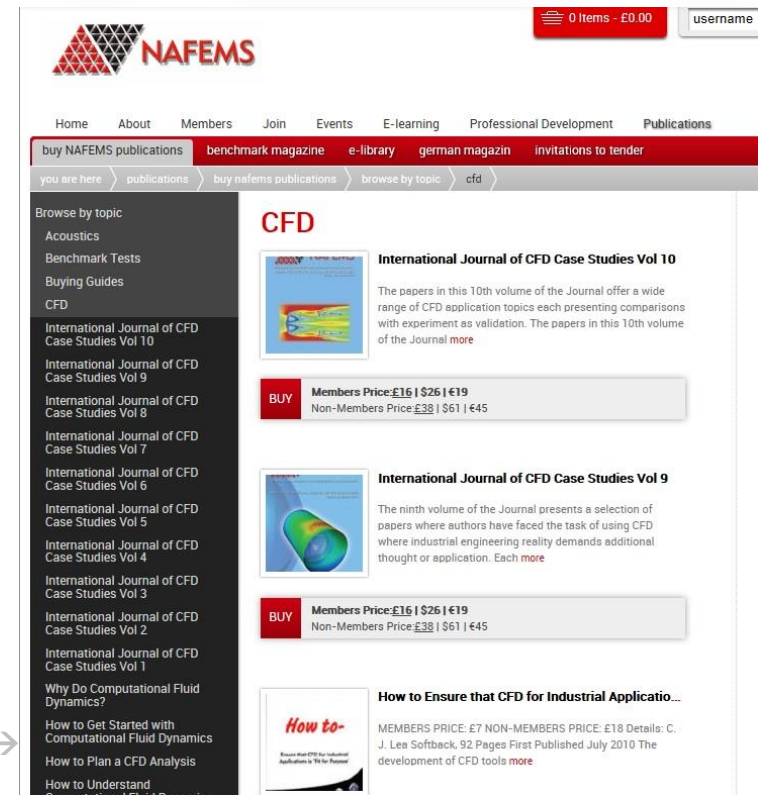 NAFEMS
0 Items - £0.00
username
Home About Members Join Events E-learning Professional Development Publications
buy NAFEMS publications benchmark magazine e-library german magazin invitations to tender
you are here publications buy nafems publications browse by topic cfd
Browse by topic
Acoustics
Benchmark Tests
Buying Guides
CFD
International Journal of CFD
Case Studies Vol 10
International Journal of CFD
Case Studies Vol 9
International Journal of CFD
Case Studies Vol 8
International Journal of CFD
Case Studies Vol 7
International Journal of CFD
Case Studies Vol 6
International Journal of CFD
Case Studies Vol 5
International Journal of CFD
Case Studies Vol 4
International Journal of CFD
Case Studies Vol 3
International Journal of CFD
Case Studies Vol 2
International Journal of CFD
Case Studies Vol 1
Why Do Computational Fluid
Dynamics?
How to Get Started with
Computational Fluid Dynamics
How to Plan a CFD Analysis
How to Understand
CFD
International Journal of CFD Case Studies Vol 10
The papers in this 10th volume of the Journal offer a wide
range of CFD application topics each presenting comparisons
with experiment as validation. The papers in this 10th volume
of the Journal more
BUY
Members Price:£16 | $26 | €19
Non-Members Price:£38 | $61 | €45
International Journal of CFD Case Studies Vol 9
The ninth volume of the Journal presents a selection of
papers where authors have faced the task of using CFD
where industrial engineering reality demands additional
thought or application. Each more
BUY
Members Price:£16 | $26 | €19
Non-Members Price:£38 | $61 | €45
How to-
Ensure that CFD for Industrial
Applications is 'Fit for Purpose'
How to Ensure that CFD for Industrial Applicatio...
MEMBERS PRICE: £7 NON-MEMBERS PRICE: £18 Details: C.
J. Lea Softback, 92 Pages First Published July 2010 The
development of CFD tools more